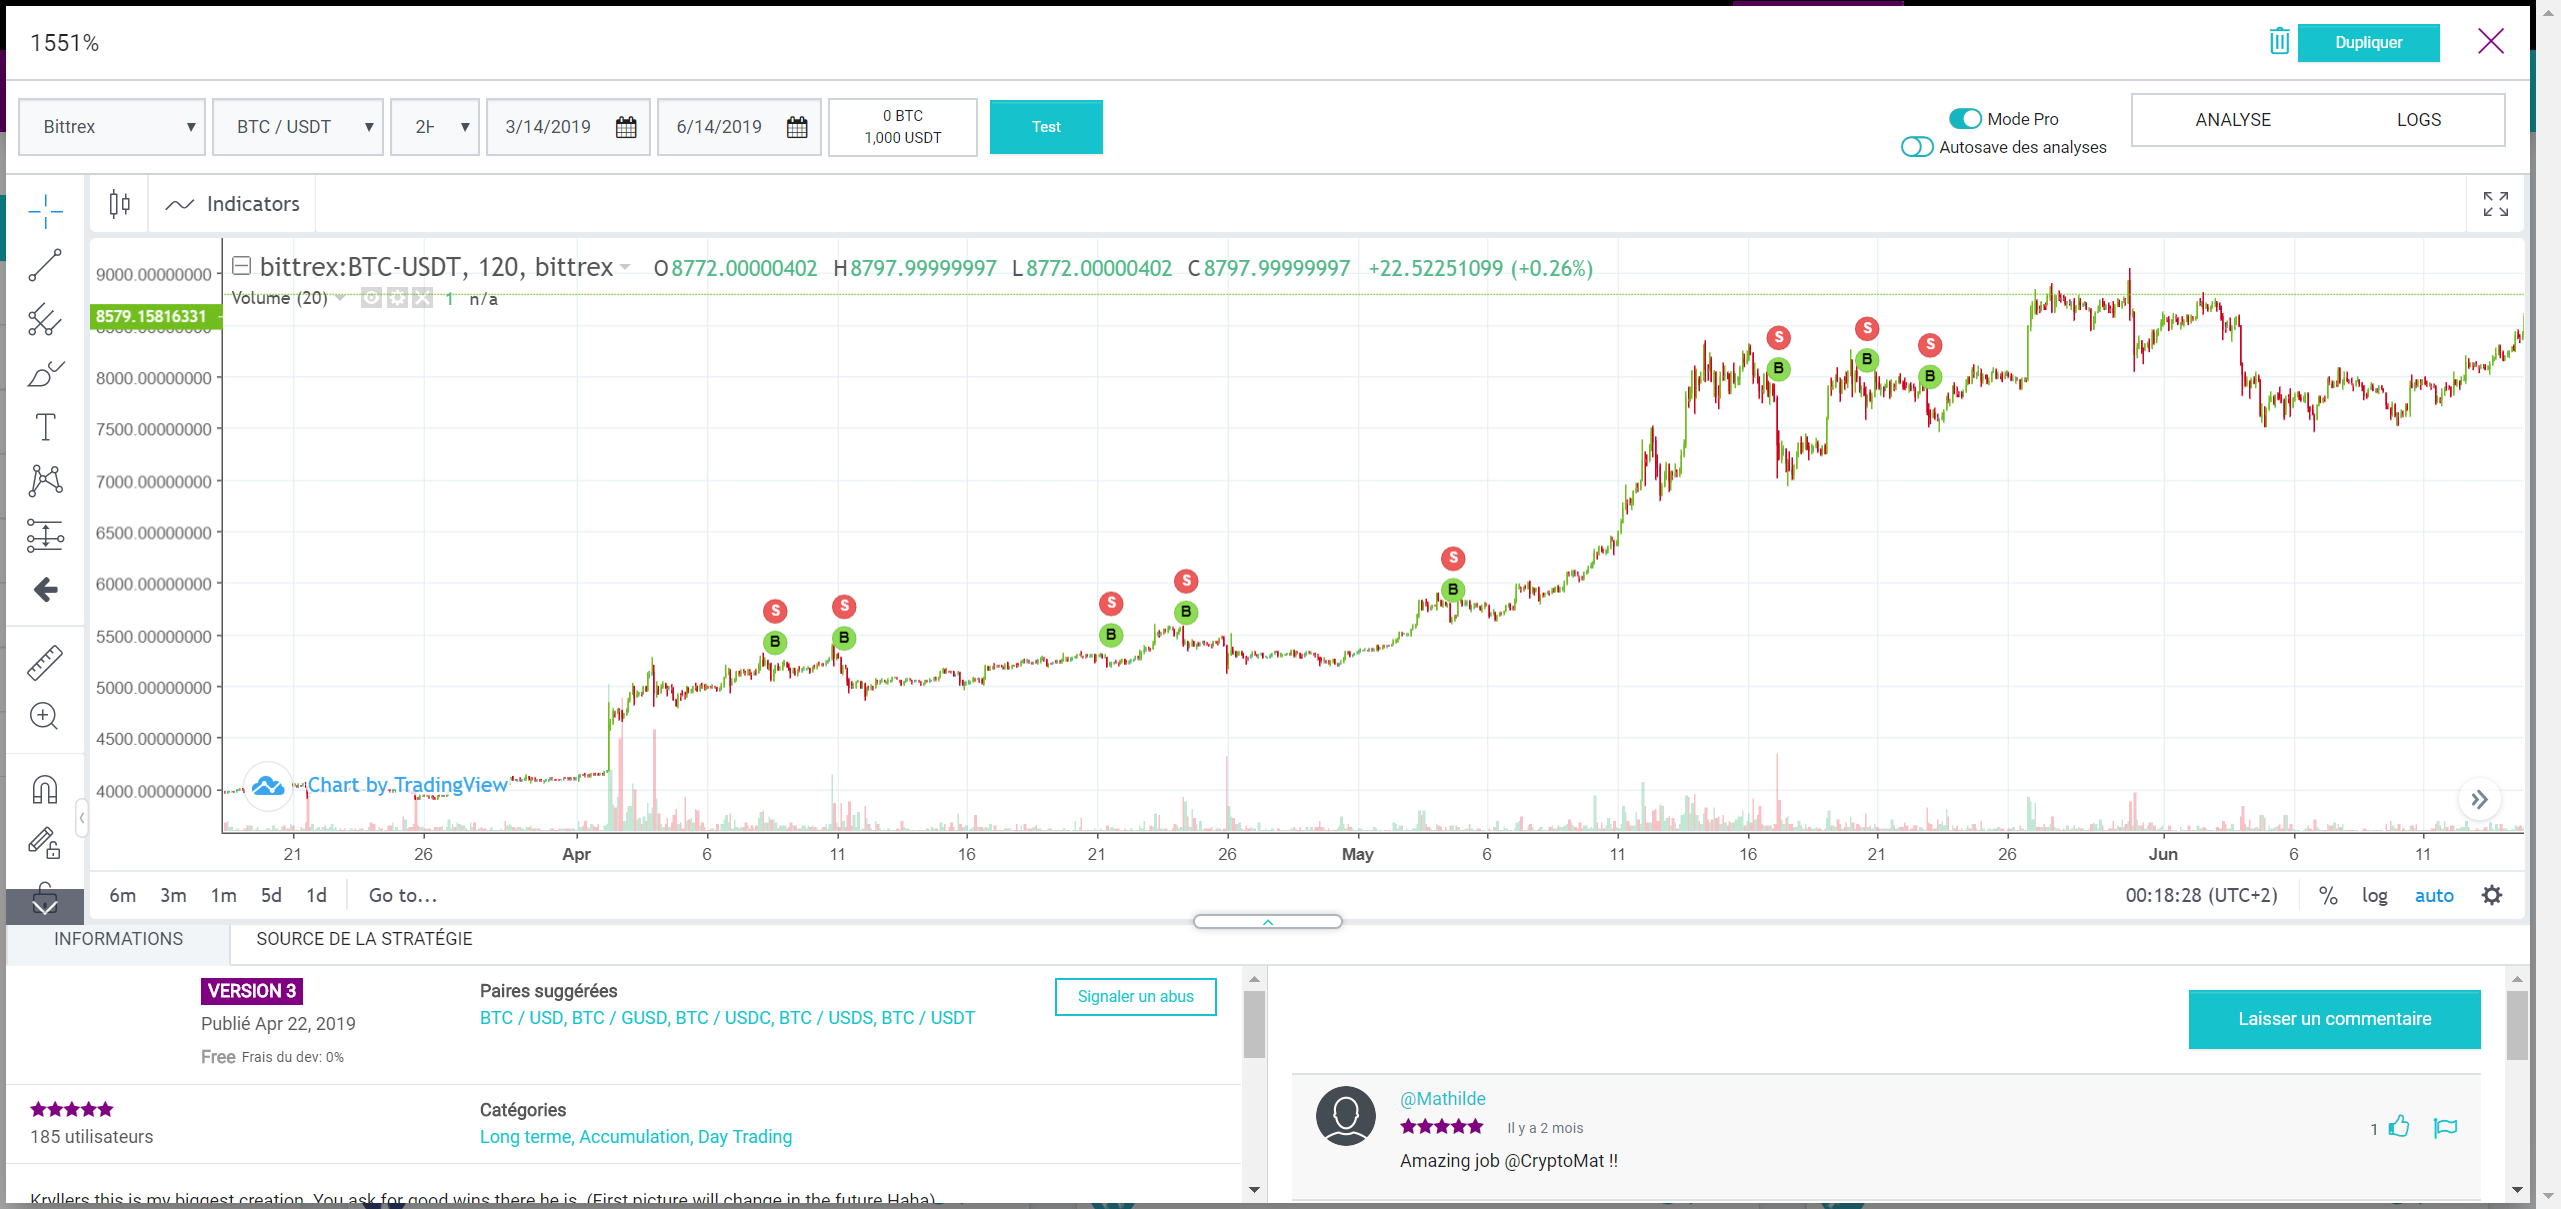 1551%
Dupliquer
Bittrex
BTC / USDT
3/14/2019
6/14/2019
0 BTC
1,000 USDT
Test
Mode Pro
Autosave des analyses
ANALYSE
LOGS
Indicators
bittrex:BTC-USDT, 120, bittrex O8772.00000402 H8797.99999997 L8772.00000402 C8797.99999997 +22.52251099 (+0.26%)
Volume (20) 1 n/a
9000.00000000
8579.15816331
8000.00000000
7500.00000000
7000.00000000
6500.00000000
6000.00000000
5500.00000000
5000.00000000
4500.00000000
4000.00000000
S S S S S S S S
B B B B B B B B
Chart by TradingView
21 26 Apr 6 11 16 21 26 May 6 11 16 21 26 Jun 6 11
6m 3m 1m 5d 1d Go to...
00:18:28 (UTC+2) % log auto
INFORMATIONS
SOURCE DE LA STRATÉGIE
VERSION 3
Publié Apr 22, 2019
Free Frais du dev: 0%
Paires suggérées
BTC / USD, BTC / GUSD, BTC / USDC, BTC / USDS, BTC / USDT
Signaler un abus
185 utilisateurs
Catégories
Long terme, Accumulation, Day Trading
Kryllers this is my biggest creation. You ask for good wins there he is. (First picture will change in the future Haha)
Laisser un commentaire
@Mathilde
Il y a 2 mois
1
Amazing job @CryptoMat !!